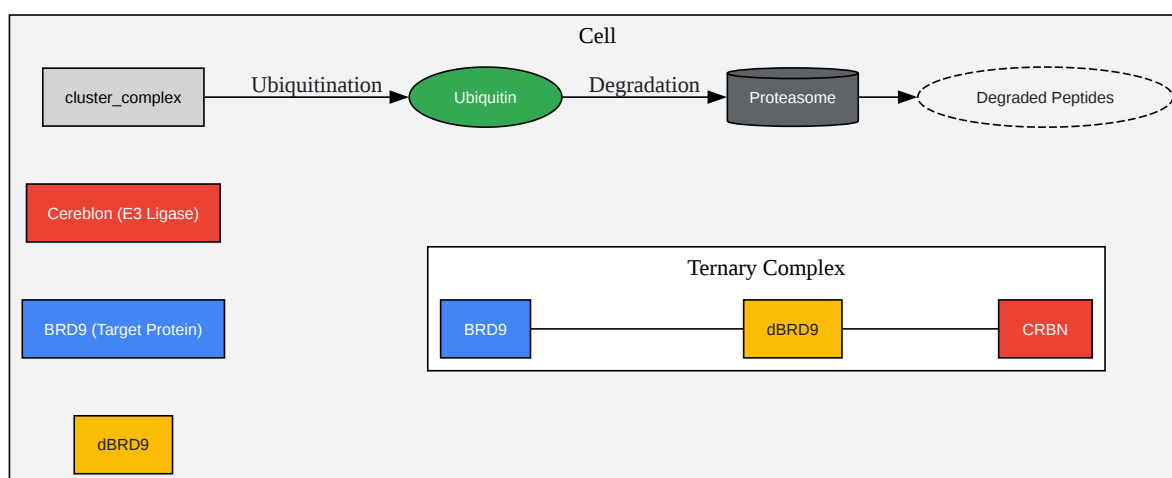 Cell
cluster_complex
Ubiquitination
Ubiquitin
Degradation
Proteasome
Degraded Peptides
Cereblon (E3 Ligase)
Ternary Complex
BRD9 (Target Protein)
BRD9
dBRD9
CRBN
dBRD9